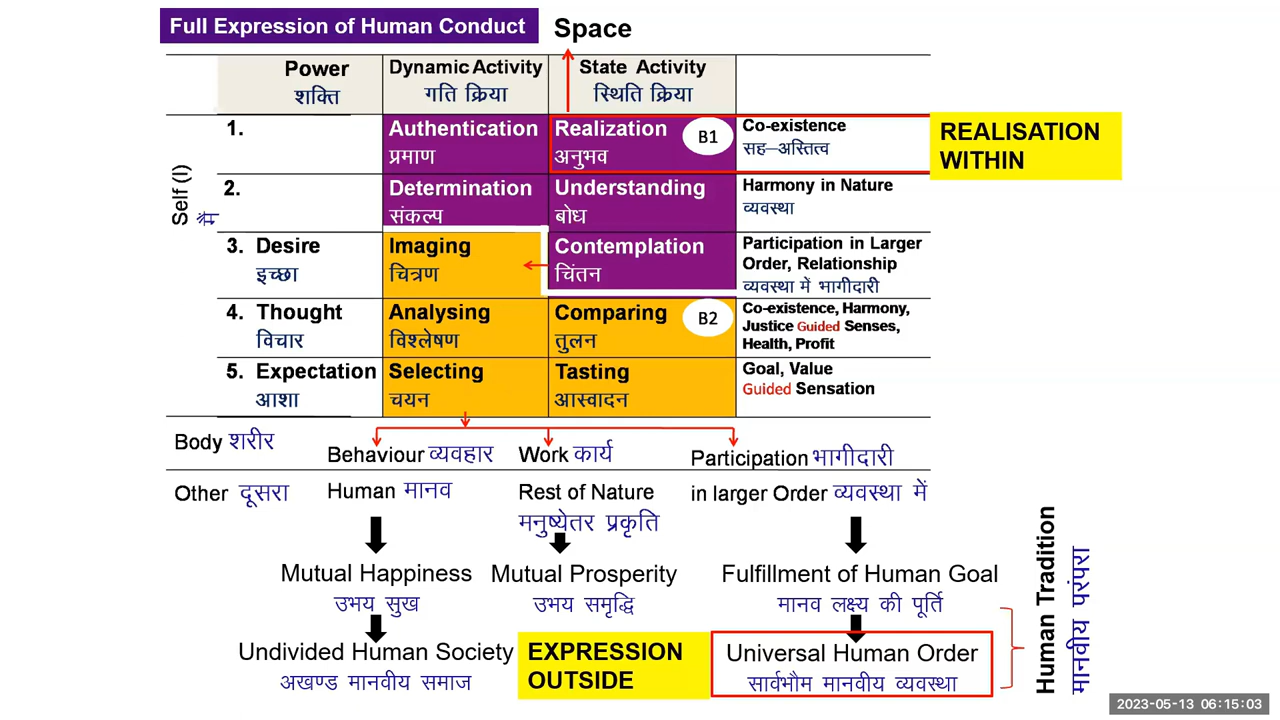 Full Expression of Human Conduct
Space
Power
शक्ति
Dynamic Activity
गति क्रिया
State Activity
स्थिति क्रिया
Self (I)
मैं
1.
Authentication
प्रमाण
Realization
अनुभव
B1
Co-existence
सह–अस्तित्व
REALISATION
WITHIN
2.
Determination
संकल्प
Understanding
बोध
Harmony in Nature
व्यवस्था
3. Desire
इच्छा
Imaging
चित्रण
Contemplation
चिंतन
Participation in Larger
Order, Relationship
व्यवस्था में भागीदारी
4. Thought
विचार
Analysing
विश्लेषण
Comparing
तुलन
B2
Co-existence, Harmony,
Justice Guided Senses,
Health, Profit
5. Expectation
आशा
Selecting
चयन
Tasting
आस्वादन
Goal, Value
Guided Sensation
Body शरीर
Behaviour व्यवहार
Work कार्य
Participation भागीदारी
Other दूसरा
Human मानव
Rest of Nature
मनुष्येतर प्रकृति
in larger Order व्यवस्था में
Mutual Happiness
उभय सुख
Mutual Prosperity
उभय समृद्धि
Fulfillment of Human Goal
मानव लक्ष्य की पूर्ति
Undivided Human Society
अखण्ड मानवीय समाज
EXPRESSION
OUTSIDE
Universal Human Order
सार्वभौम मानवीय व्यवस्था
Human Tradition
मानवीय परंपरा
2023-05-13 06:15:03